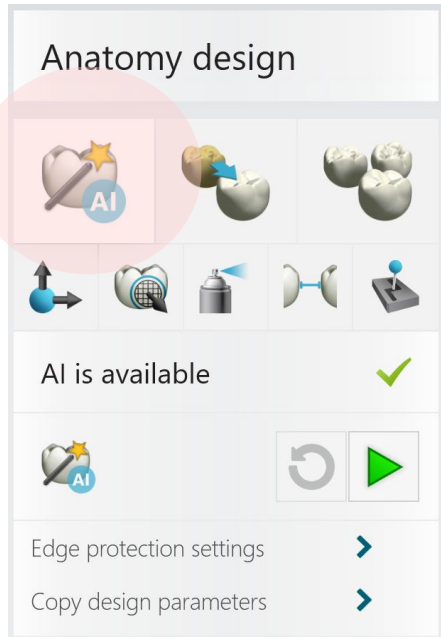 Anatomy design
AI
AI is available
AI
Edge protection settings
Copy design parameters